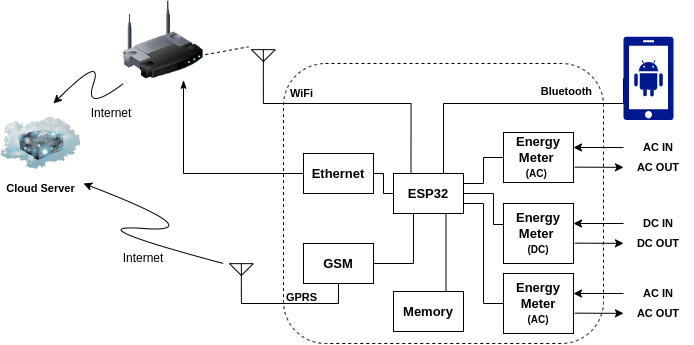 WiFi
Bluetooth
Internet
Energy
Meter
(AC)
AC IN
AC OUT
Ethernet
ESP32
Cloud Server
Energy
Meter
(DC)
DC IN
DC OUT
Internet
GSM
GPRS
Memory
Energy
Meter
(AC)
AC IN
AC OUT